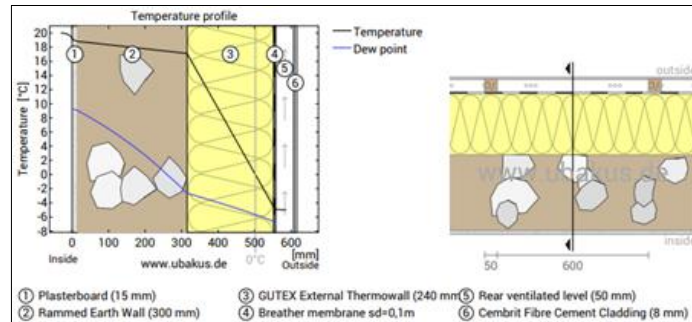 Temperature profile
Temperature
Dew point
Temperature [°C]
20
18
16
14
12
10
8
6
4
2
0
-2
-4
-6
-8
1
2
3
4
5
6
0 100 200 300 400 500 600 [mm]
Inside www.ubakus.de 0°C Outside
outside
www.ubakus.de
inside
50 600
1 Plasterboard (15 mm)
2 Rammed Earth Wall (300 mm)
3 GUTEX External Thermowall (240 mm)
4 Breather membrane sd=0,1m
5 Rear ventilated level (50 mm)
6 Cembrit Fibre Cement Cladding (8 mm)